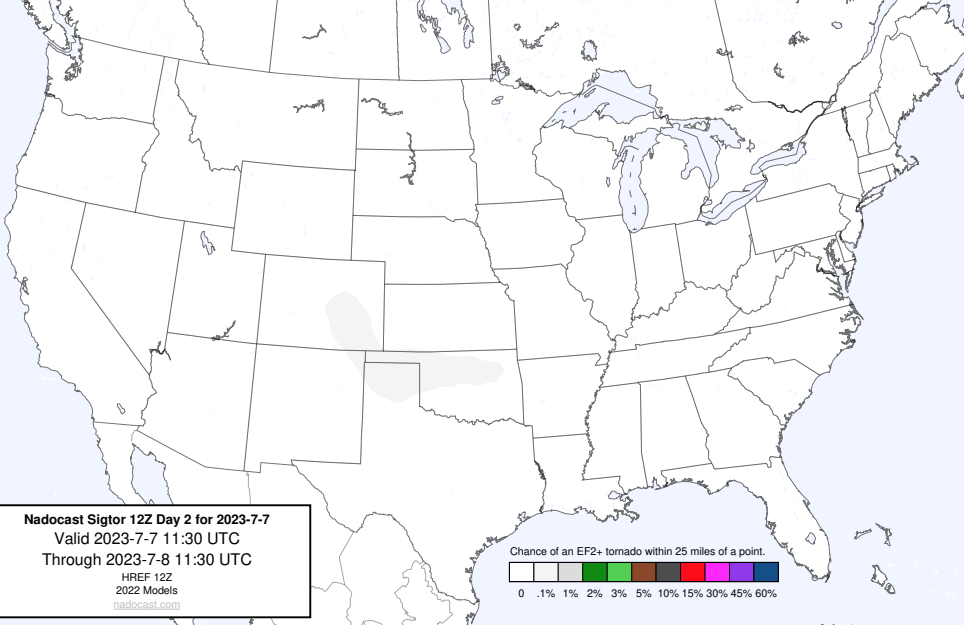 Nadocast Sigtor 12Z Day 2 for 2023-7-7
Valid 2023-7-7 11:30 UTC
Through 2023-7-8 11:30 UTC
HREF 12Z
2022 Models
nadocast.com
Chance of an EF2+ tornado within 25 miles of a point.
0 .1% 1% 2% 3% 5% 10% 15% 30% 45% 60%